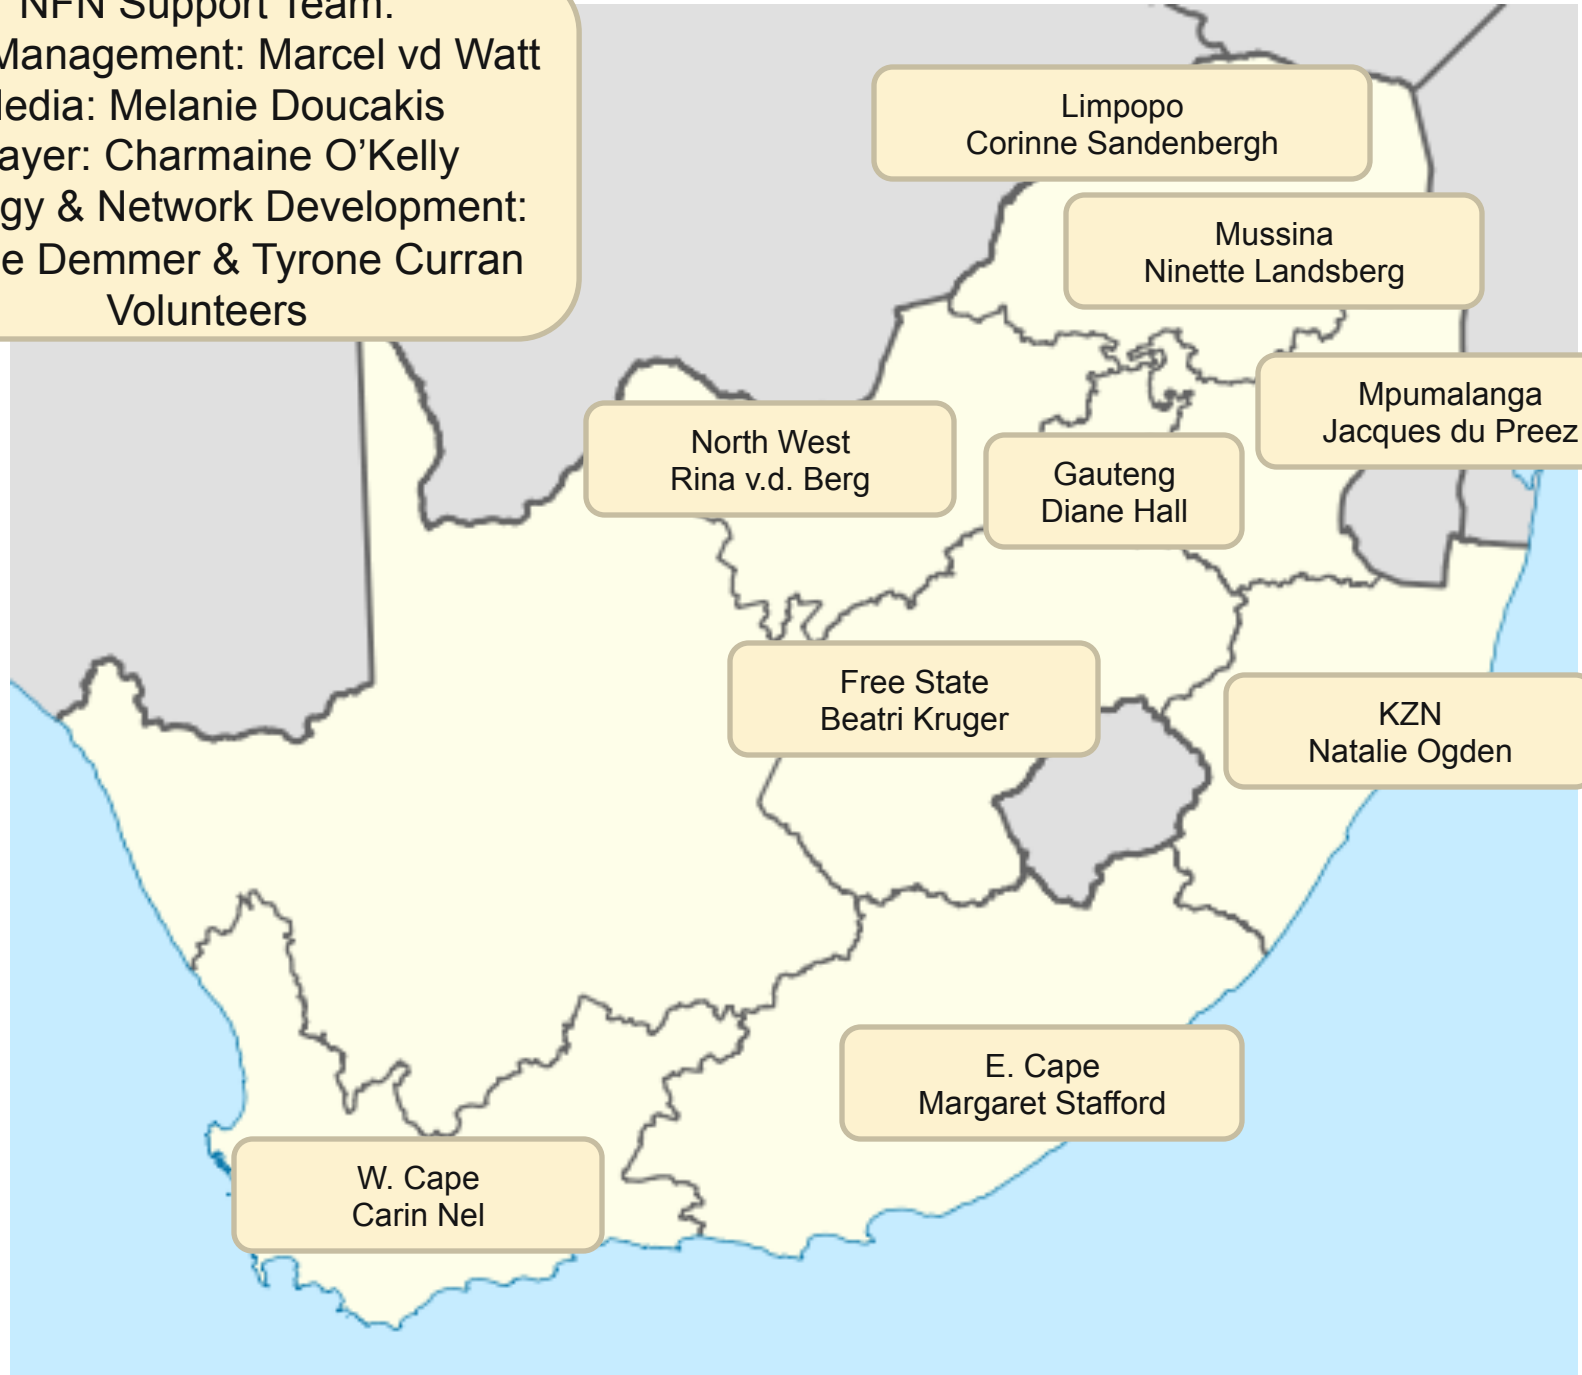 NFN Support Team:
Management: Marcel vd Watt
Media: Melanie Doucakis
ayer: Charmaine O’Kelly
gy & Network Development:
e Demmer & Tyrone Curran
Volunteers
Limpopo
Corinne Sandenbergh
Mussina
Ninette Landsberg
Mpumalanga
Jacques du Preez
North West
Rina v.d. Berg
Gauteng
Diane Hall
Free State
Beatri Kruger
KZN
Natalie Ogden
E. Cape
Margaret Stafford
W. Cape
Carin Nel